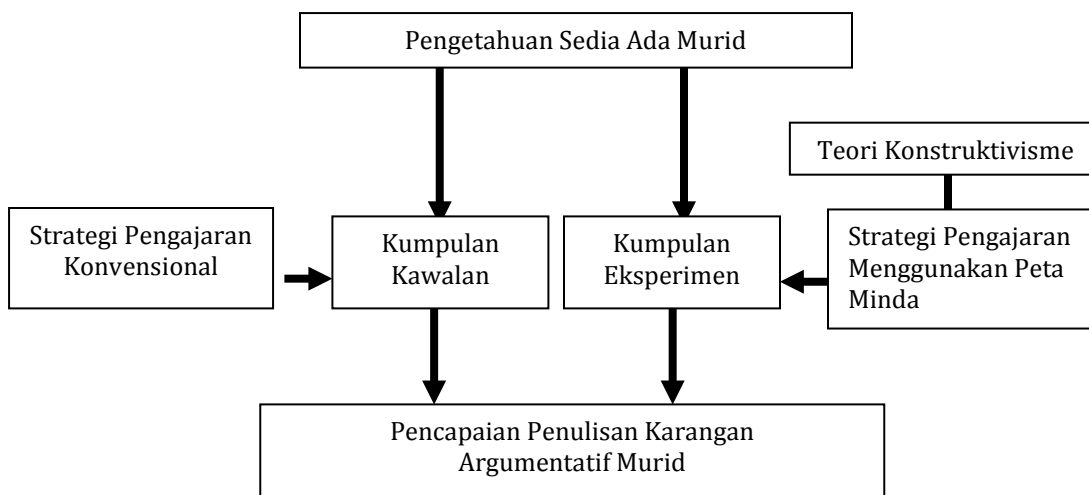 Pengetahuan Sedia Ada Murid
Teori Konstruktivisme
Strategi Pengajaran
Konvensional
Kumpulan
Kawalan
Kumpulan
Eksperimen
Strategi Pengajaran
Menggunakan Peta
Minda
Pencapaian Penulisan Karangan
Argumentatif Murid